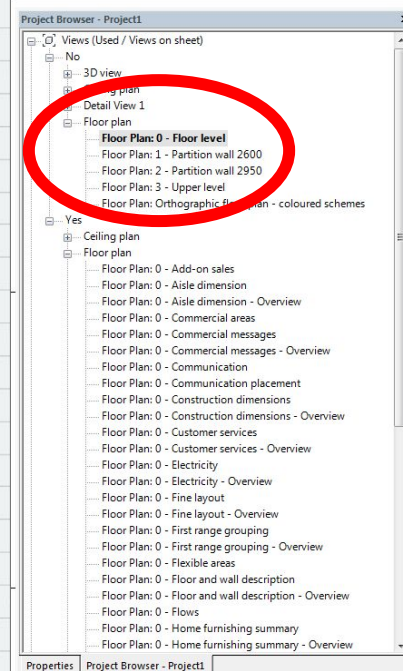 Project Browser - Project1
Views (Used / Views on sheet)
No
3D view
plan
Detail View 1
Floor plan
Floor Plan: 0 - Floor level
Floor Plan: 1 - Partition wall 2600
Floor Plan: 2 - Partition wall 2950
Floor Plan: 3 - Upper level
Floor Plan: Orthographic plan - coloured schemes
Yes
Ceiling plan
Floor plan
Floor Plan: 0 - Add-on sales
Floor Plan: 0 - Aisle dimension
Floor Plan: 0 - Aisle dimension - Overview
Floor Plan: 0 - Commercial areas
Floor Plan: 0 - Commercial messages
Floor Plan: 0 - Commercial messages - Overview
Floor Plan: 0 - Communication
Floor Plan: 0 - Communication placement
Floor Plan: 0 - Construction dimensions
Floor Plan: 0 - Construction dimensions - Overview
Floor Plan: 0 - Customer services
Floor Plan: 0 - Customer services - Overview
Floor Plan: 0 - Electricity
Floor Plan: 0 - Electricity - Overview
Floor Plan: 0 - Fine layout
Floor Plan: 0 - Fine layout - Overview
Floor Plan: 0 - First range grouping
Floor Plan: 0 - First range grouping - Overview
Floor Plan: 0 - Flexible areas
Floor Plan: 0 - Floor and wall description
Floor Plan: 0 - Floor and wall description - Overview
Floor Plan: 0 - Flows
Floor Plan: 0 - Home furnishing summary
Floor Plan: 0 - Home furnishing summary - Overview
Properties
Project Browser - Project1